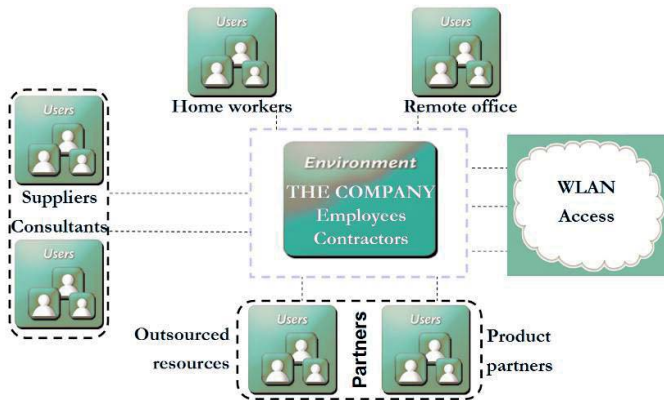 Users
Users
Home workers
Remote office
Users
Suppliers
Consultants
Users
Environment
THE COMPANY
Employees
Contractors
WLAN
Access
Outsourced
resources
Users
Partners
Users
Product
partners